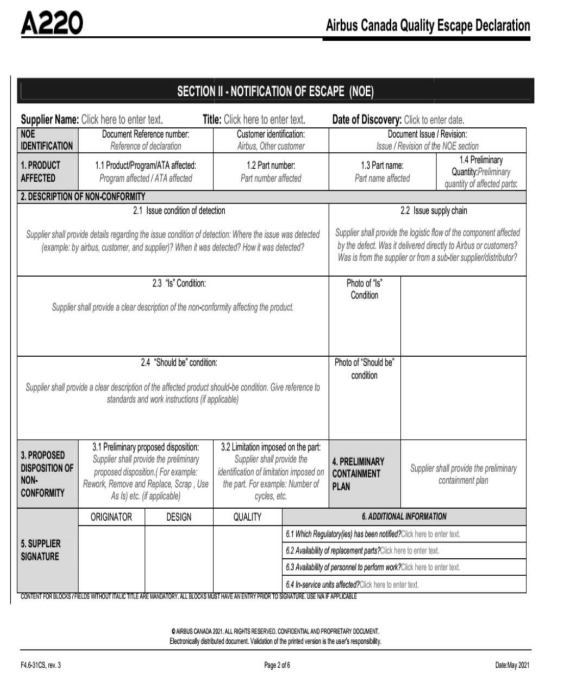 A220
Airbus Canada Quality Escape Declaration
SECTION II - NOTIFICATION OF ESCAPE (NOE)
Supplier Name: Click here to enter text. Title: Click here to enter text. Date of Discovery: Click to enter date.
NOE
IDENTIFICATION
Document Reference number:
Reference of declaration
Customer identification:
Airbus, Other customer
Document Issue / Revision:
Issue / Revision of the NOE section
1. PRODUCT
AFFECTED
1.1 Product/Program/ATA affected:
Program affected / ATA affected
1.2 Part number:
Part number affected
1.3 Part name:
Part name affected
1.4 Preliminary
Quantity:Preliminary
quantity of affected parts:
2. DESCRIPTION OF NON-CONFORMITY
2.1 Issue condition of detection
Supplier shall provide details regarding the issue condition of detection: Where the issue was detected
(example: by airbus, customer, and supplier)? When it was detected? How it was detected?
2.2 Issue supply chain
Supplier shall provide the logistic flow of the component affected
by the defect. Was it delivered directly to Airbus or customers?
Was is from the supplier or from a sub-tier supplier/distributor?
2.3 "Is" Condition:
Supplier shall provide a clear description of the non-conformity affecting the product.
Photo of "Is"
Condition
2.4 "Should be" condition:
Supplier shall provide a clear description of the affected product should-be condition. Give reference to
standards and work instructions (if applicable)
Photo of "Should be"
condition
3. PROPOSED
DISPOSITION OF
NON-
CONFORMITY
3.1 Preliminary proposed disposition:
Supplier shall provide the preliminary
proposed disposition.( For example:
Rework, Remove and Replace, Scrap , Use
As Is) etc. (if applicable)
3.2 Limitation imposed on the part:
Supplier shall provide the
identification of limitation imposed on
the part. For example: Number of
cycles, etc.
4. PRELIMINARY
CONTAINMENT
PLAN
Supplier shall provide the preliminary
containment plan
5. SUPPLIER
SIGNATURE
ORIGINATOR DESIGN QUALITY
6. ADDITIONAL INFORMATION
6.1 Which Regulatory(ies) has been notified?Click here to enter text.
6.2 Availability of replacement parts?Click here to enter text.
6.3 Availability of personnel to perform work?Click here to enter text.
6.4 In-service units affected?Click here to enter text.
CONTENT FOR BLOCKS / FIELDS WITHOUT ITALIC TITLE ARE MANDATORY. ALL BLOCKS MUST HAVE AN ENTRY PRIOR TO SIGNATURE. USE N/A IF APPLICABLE
© AIRBUS CANADA 2021. ALL RIGHTS RESERVED. CONFIDENTIAL AND PROPRIETARY DOCUMENT.
Electronically distributed document. Validation of the printed version is the user's responsibility.
F4.6-31CS, rev. 3 Page 2 of 6 Date:May 2021